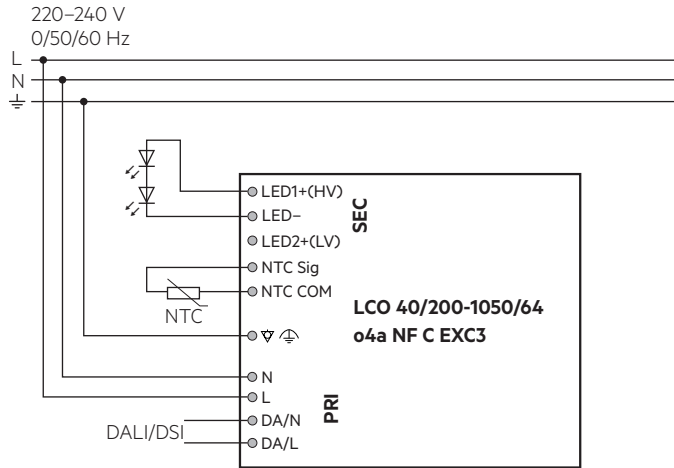 220–240 V
0/50/60 Hz
L
N
LED1+(HV)
LED–
SEC
LED2+(LV)
NTC Sig
NTC COM
NTC
LCO 40/200-1050/64
o4a NF C EXC3
N
L
PRI
DA/N
DALI/DSI
DA/L